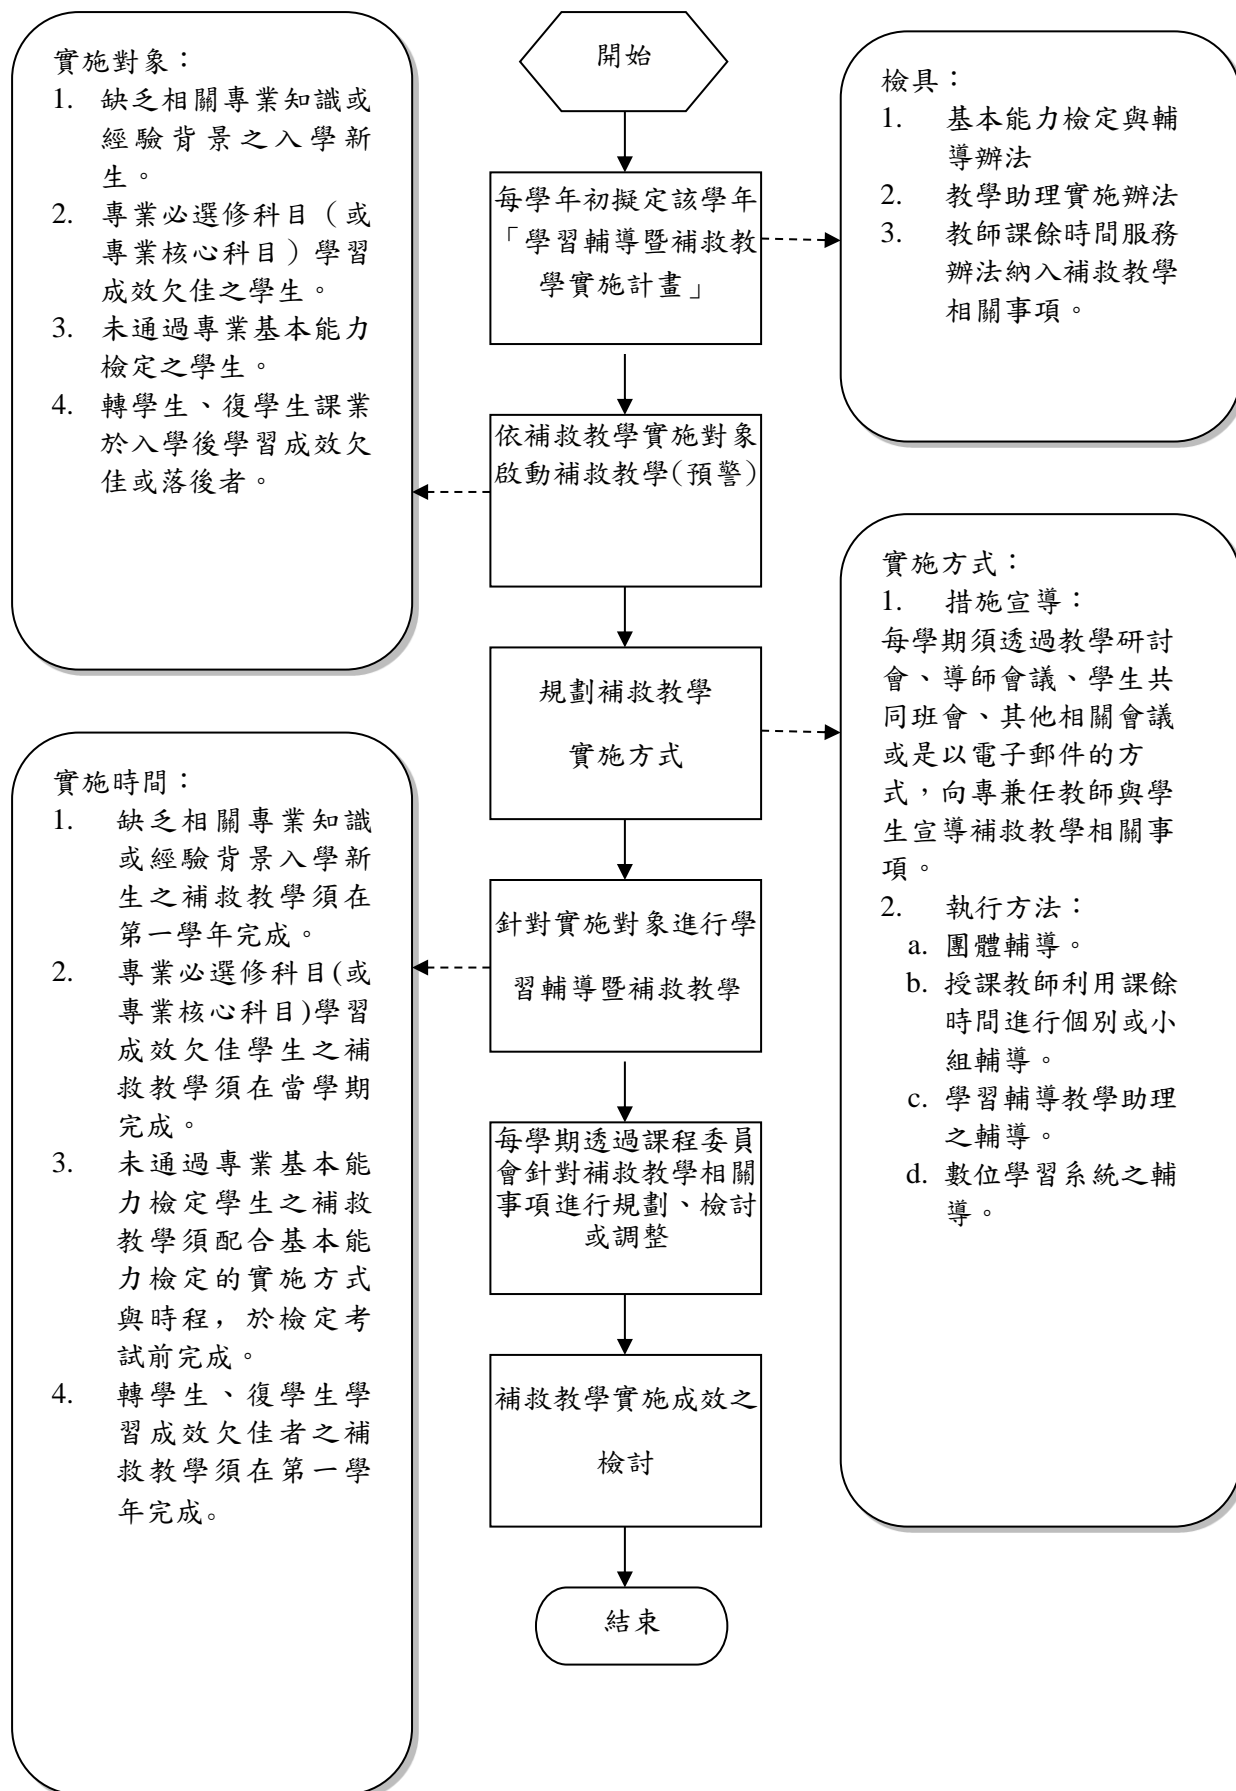 開始
每學年初擬定該學年
「學習輔導暨補救教
學實施計畫」
檢具：
1. 基本能力檢定與輔
導辦法
2. 教學助理實施辦法
3. 教師課餘時間服務
辦法納入補救教學
相關事項。
依補救教學實施對象
啟動補救教學(預警)
實施對象：
1. 缺乏相關專業知識或
經驗背景之入學新
生。
2. 專業必選修科目（或
專業核心科目）學習
成效欠佳之學生。
3. 未通過專業基本能力
檢定之學生。
4. 轉學生、復學生課業
於入學後學習成效欠
佳或落後者。
規劃補救教學
實施方式
實施方式：
1. 措施宣導：
每學期須透過教學研討
會、導師會議、學生共
同班會、其他相關會議
或是以電子郵件的方
式，向專兼任教師與學
生宣導補救教學相關事
項。
2. 執行方法：
a. 團體輔導。
b. 授課教師利用課餘
時間進行個別或小
組輔導。
c. 學習輔導教學助理
之輔導。
d. 數位學習系統之輔
導。
針對實施對象進行學
習輔導暨補救教學
實施時間：
1. 缺乏相關專業知識
或經驗背景入學新
生之補救教學須在
第一學年完成。
2. 專業必選修科目(或
專業核心科目)學習
成效欠佳學生之補
救教學須在當學期
完成。
3. 未通過專業基本能
力檢定學生之補救
教學須配合基本能
力檢定的實施方式
與時程，於檢定考
試前完成。
4. 轉學生、復學生學
習成效欠佳者之補
救教學須在第一學
年完成。
每學期透過課程委員
會針對補救教學相關
事項進行規劃、檢討
或調整
補救教學實施成效之
檢討
結束